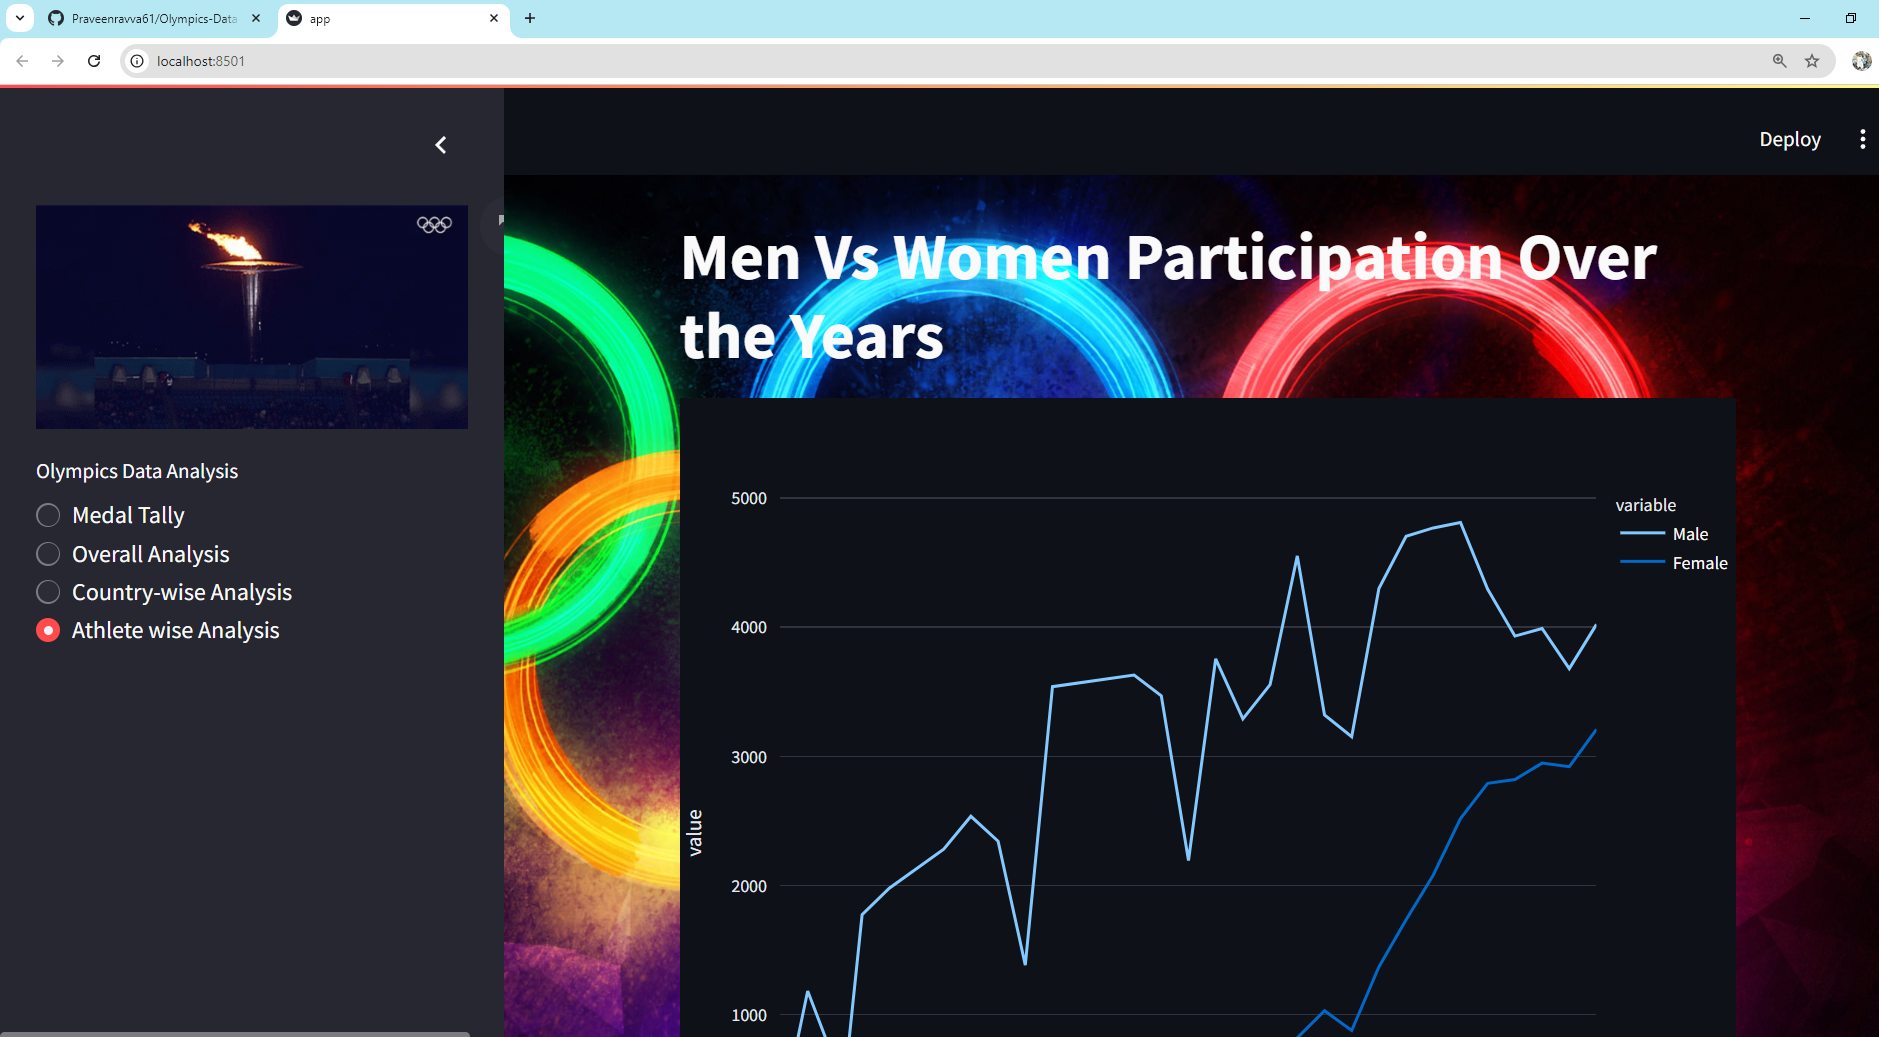 Praveenravva61/Olympics-Data
app
localhost:8501
Deploy
Olympics Data Analysis
Medal Tally
Overall Analysis
Country-wise Analysis
Athlete wise Analysis
Men Vs Women Participation Over
the Years
5000
4000
3000
2000
1000
value
variable
Male
Female